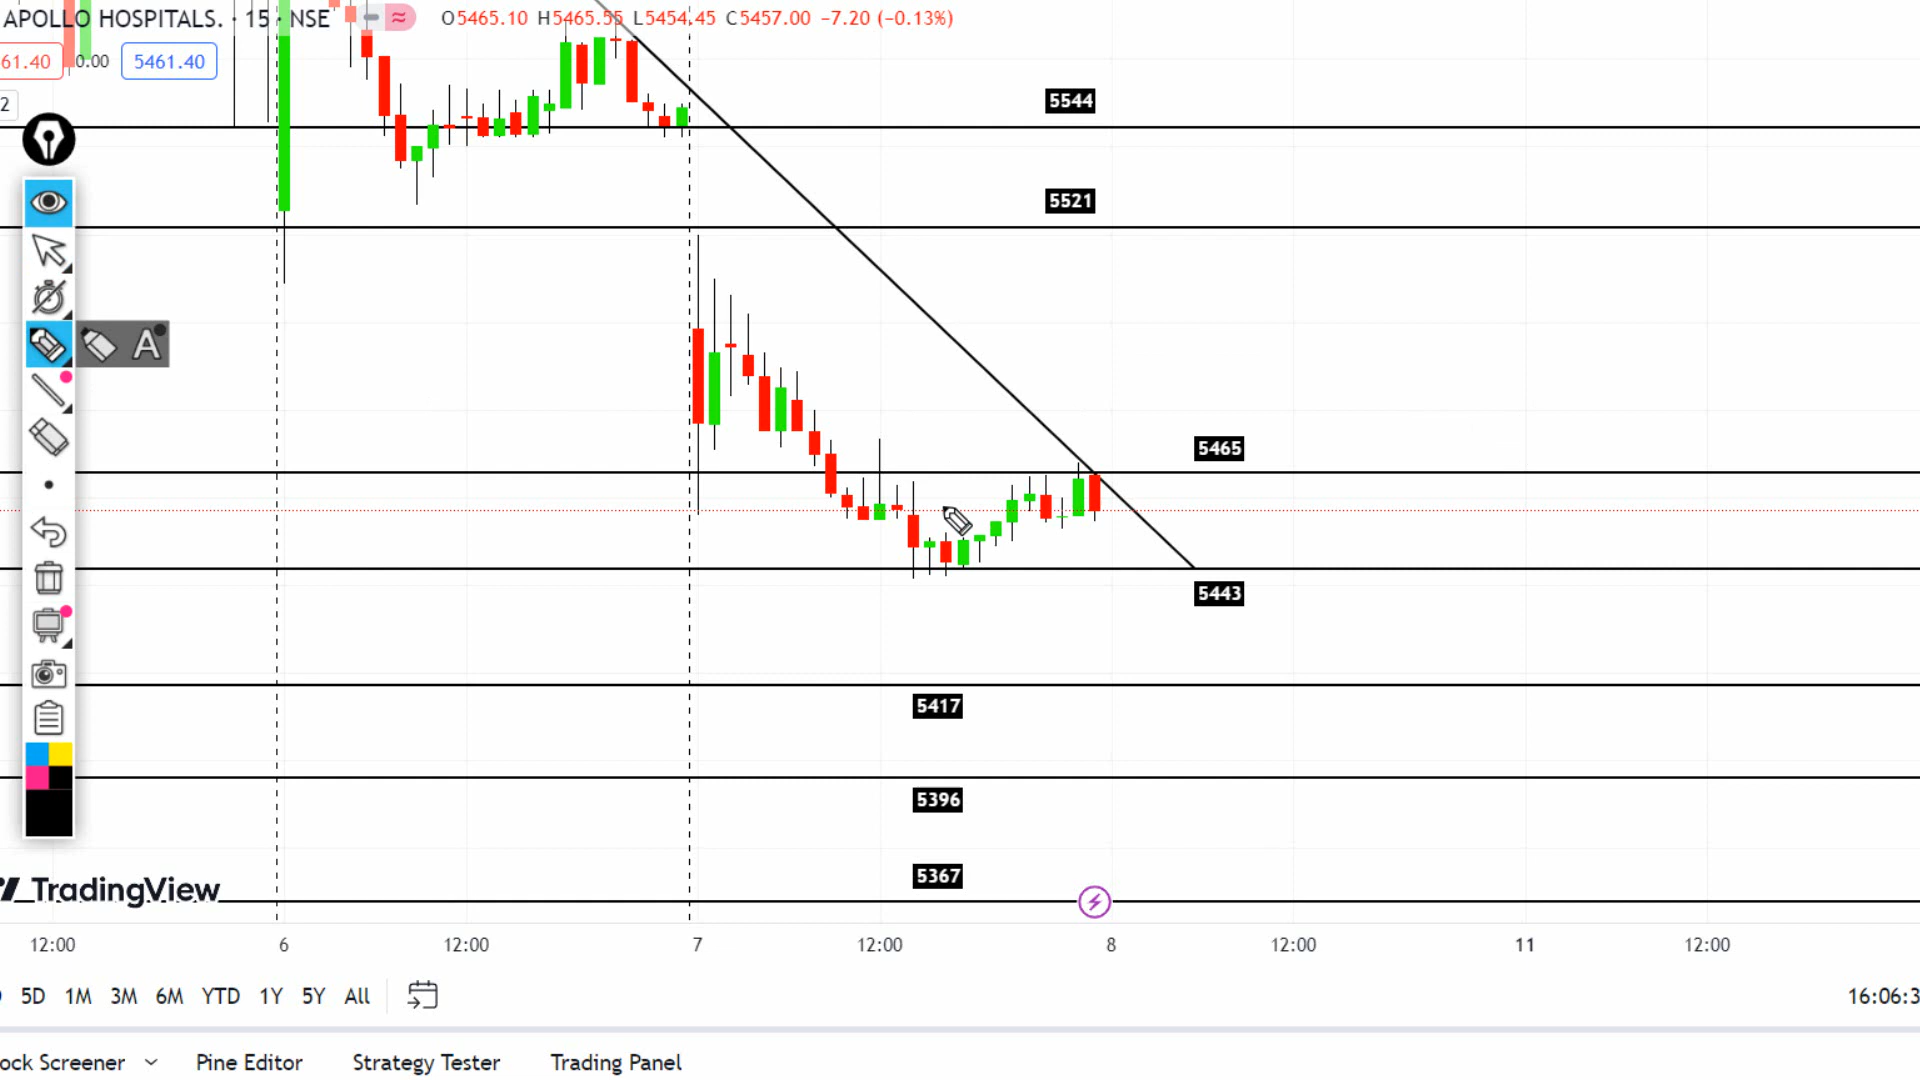 APOLLO HOSPITALS. · 15 · NSE O5465.10 H5465.55 L5454.45 C5457.00 −7.20 (−0.13%)
61.40 0.00 5461.40
2
5544
5521
A
5465
5443
5417
5396
5367
TradingView
12:00 6 12:00 7 12:00 8 12:00 11 12:00
5D 1M 3M 6M YTD 1Y 5Y All 16:06:3
ock Screener Pine Editor Strategy Tester Trading Panel